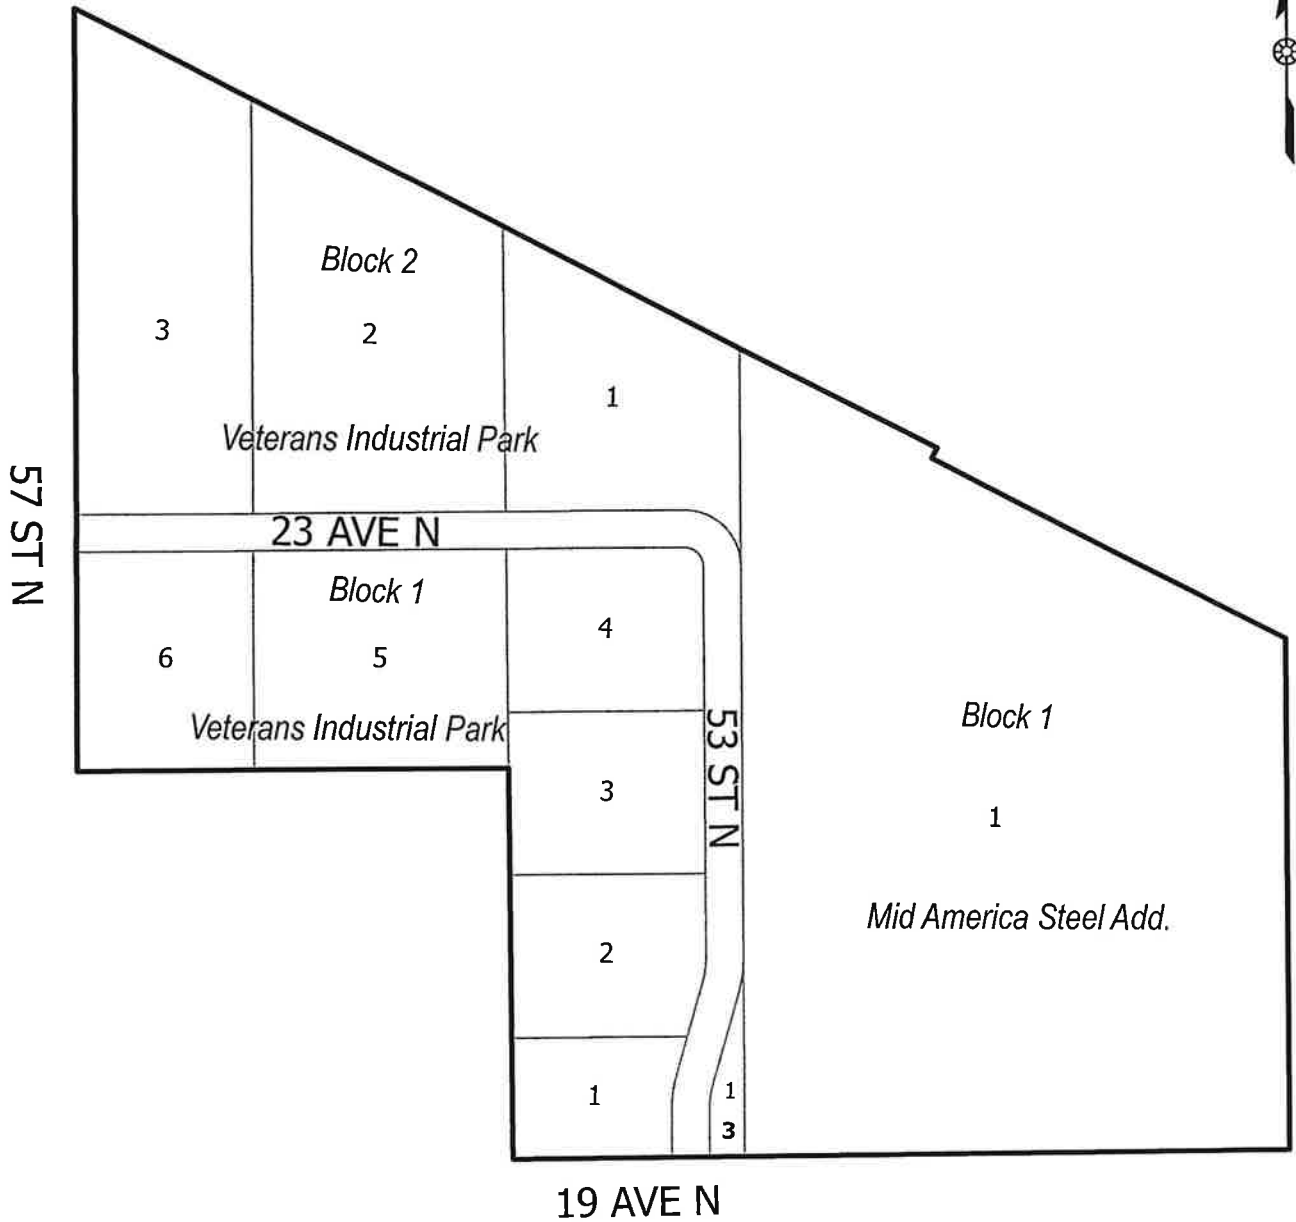 Block 2
3
2
1
Veterans Industrial Park
57 ST N
23 AVE N
Block 1
4
6
5
Block 1
Veterans Industrial Park
53 ST N
3
1
Mid America Steel Add.
2
1
1
3
19 AVE N